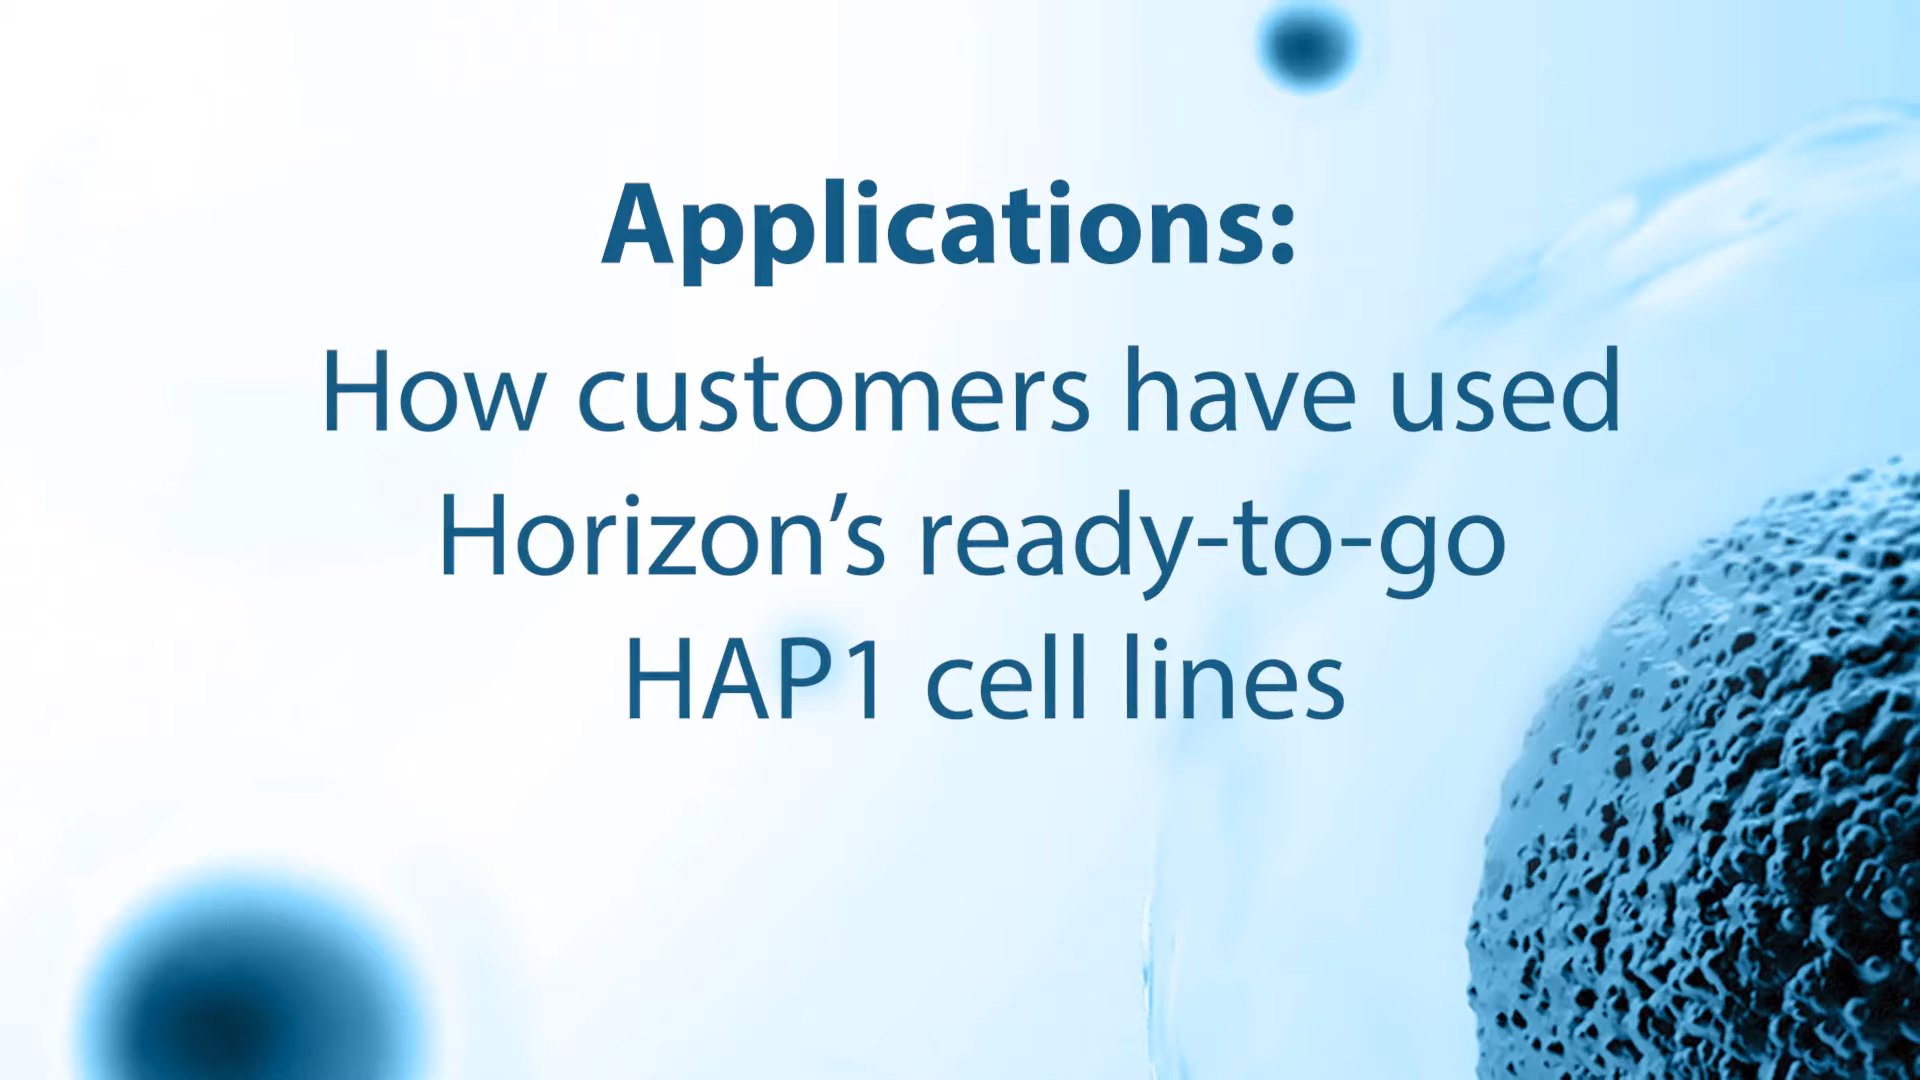 Applications:
How customers have used
Horizon’s ready-to-go
HAP1 cell lines